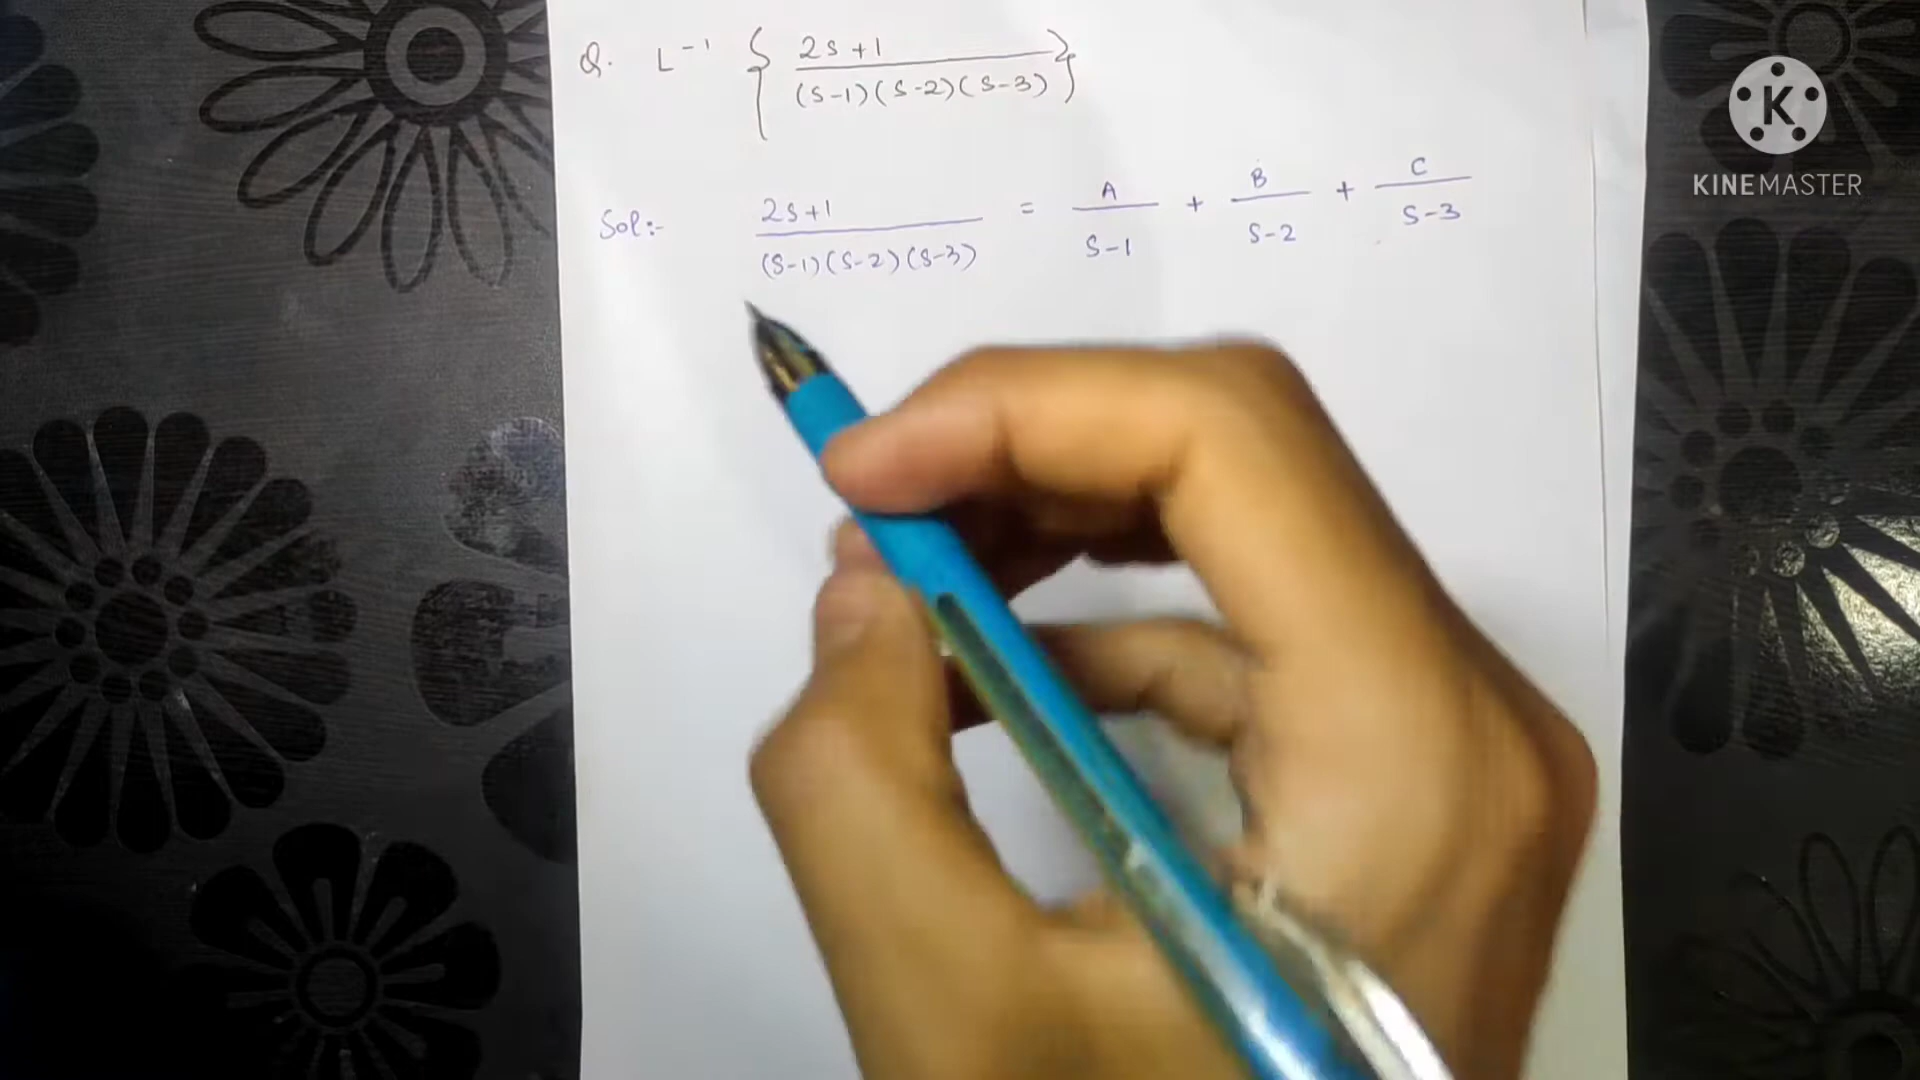 Q. L⁻¹ { 2s+1 / (s-1)(s-2)(s-3) }
Sol:- 2s+1 / (s-1)(s-2)(s-3) = A / s-1 + B / s-2 + C / s-3
K
KINEMASTER